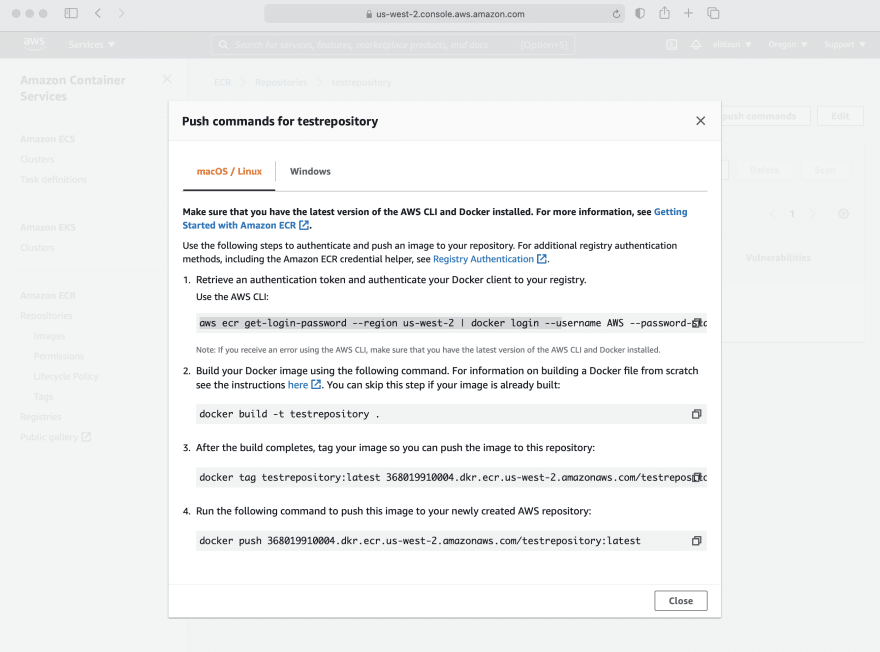 us-west-2.console.aws.amazon.com
aws
Services ▼
Search for services, features, marketplace products, and docs
[Option+S]
Oregon ▼
Support ▼
Amazon Container
Services
ECR > Repositories > testrepository
push commands
Edit
Amazon ECS
Clusters
Task definitions
Delete
Scan
1
Amazon EKS
Clusters
Vulnerabilities
Amazon ECR
Repositories
Images
Permissions
Lifecycle Policy
Tags
Registries
Public gallery
Push commands for testrepository
macOS / Linux
Windows
Make sure that you have the latest version of the AWS CLI and Docker installed. For more information, see Getting
Started with Amazon ECR.
Use the following steps to authenticate and push an image to your repository. For additional registry authentication
methods, including the Amazon ECR credential helper, see Registry Authentication.
1. Retrieve an authentication token and authenticate your Docker client to your registry.
Use the AWS CLI:
aws ecr get-login-password --region us-west-2 | docker login --username AWS --password-
Note: If you receive an error using the AWS CLI, make sure that you have the latest version of the AWS CLI and Docker installed.
2. Build your Docker image using the following command. For information on building a Docker file from scratch
see the instructions here. You can skip this step if your image is already built:
docker build -t testrepository .
3. After the build completes, tag your image so you can push the image to this repository:
docker tag testrepository:latest 368019910004.dkr.ecr.us-west-2.amazonaws.com/testrepos
4. Run the following command to push this image to your newly created AWS repository:
docker push 368019910004.dkr.ecr.us-west-2.amazonaws.com/testrepository:latest
Close